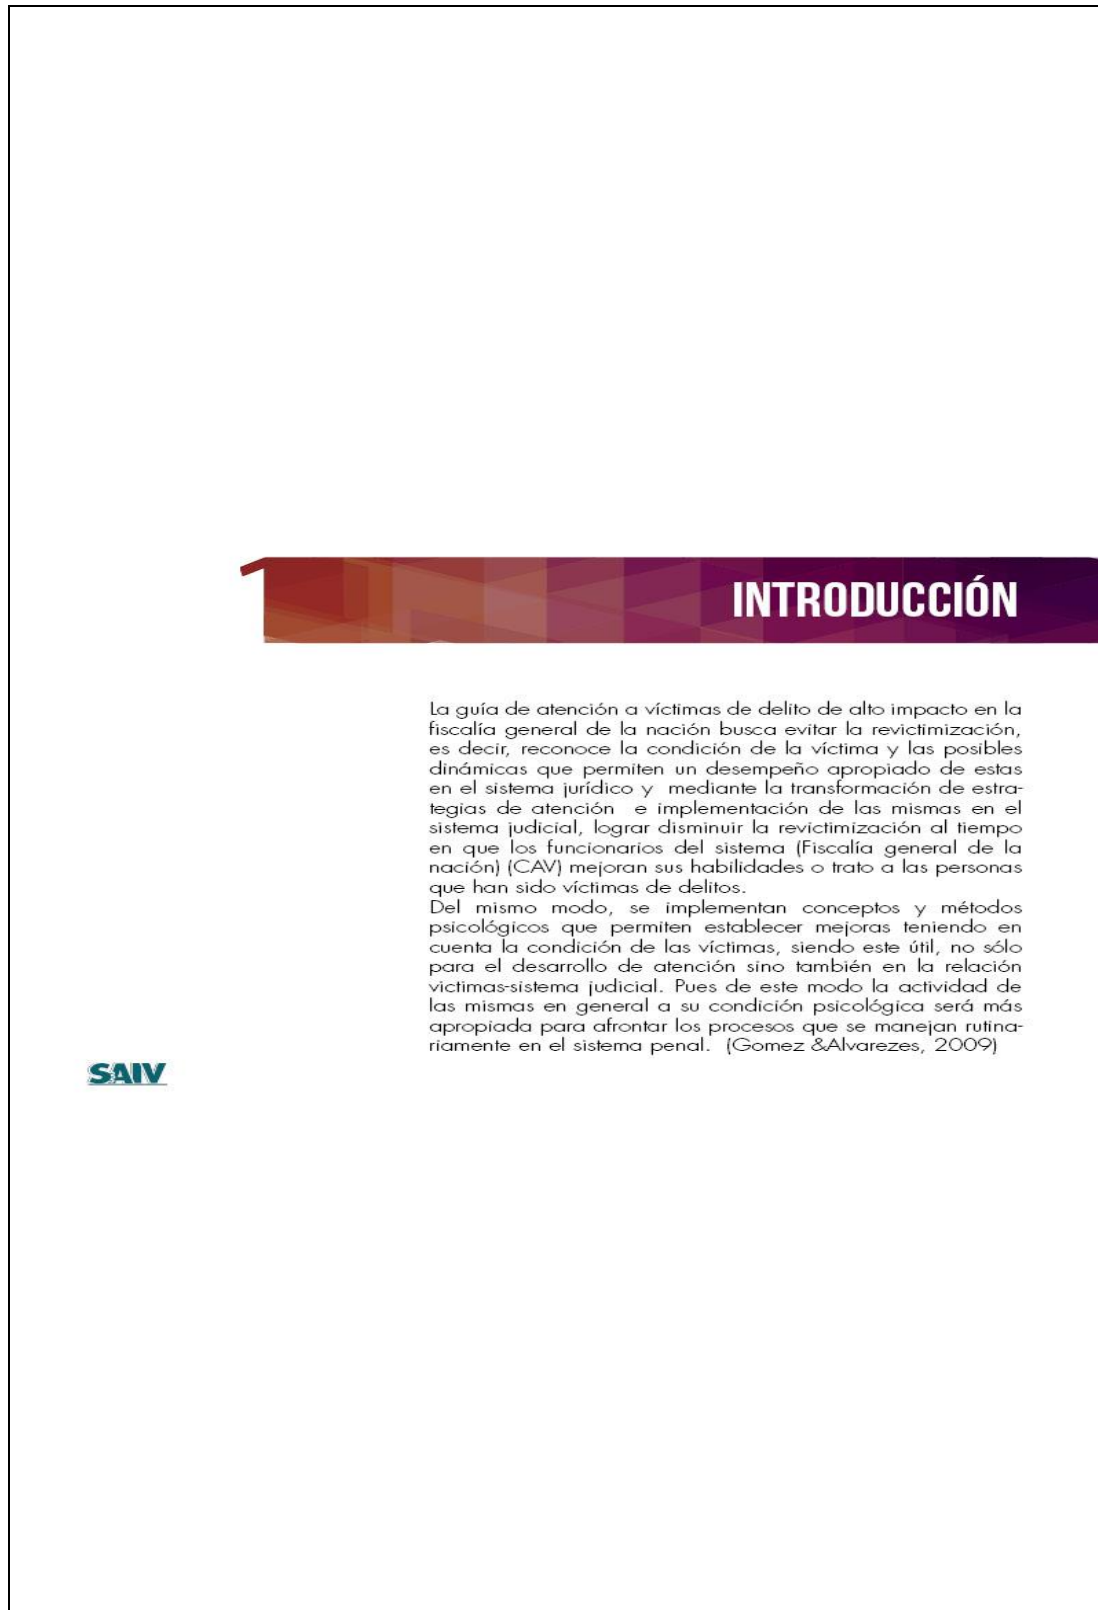 INTRODUCCIÓN
La guía de atención a víctimas de delito de alto impacto en la
fiscalía general de la nación busca evitar la revictimización,
es decir, reconoce la condición de la víctima y las posibles
dinámicas que permiten un desempeño apropiado de estas
en el sistema jurídico y  mediante la transformación de estra-
tegias de atención  e implementación de las mismas en el
sistema judicial, lograr disminuir la revictimización al tiempo
en que los funcionarios del sistema (Fiscalía general de la
nación) (CAV) mejoran sus habilidades o trato a las personas
que han sido víctimas de delitos.
Del mismo modo, se implementan conceptos y métodos
psicológicos que permiten establecer mejoras teniendo en
cuenta la condición de las víctimas, siendo este útil, no sólo
para el desarrollo de atención sino también en la relación
victimas-sistema judicial. Pues de este modo la actividad de
las mismas en general a su condición psicológica será más
apropiada para afrontar los procesos que se manejan rutina-
riamente en el sistema penal.  (Gomez &Alvarezes, 2009)
SAIV